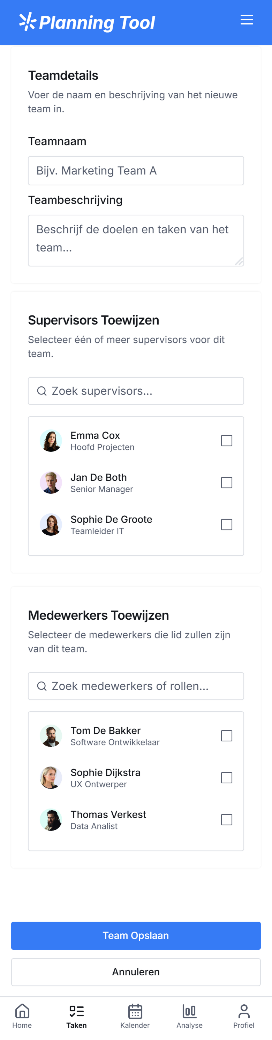 Planning Tool
Teamdetails
Voer de naam en beschrijving van het nieuwe
team in.
Teamnaam
Bijv. Marketing Team A
Teambeschrijving
Beschrijf de doelen en taken van het
team...
Supervisors Toewijzen
Selecteer één of meer supervisors voor dit
team.
Zoek supervisors...
Emma Cox
Hoofd Projecten
Jan De Both
Senior Manager
Sophie De Groote
Teamleider IT
Medewerkers Toewijzen
Selecteer de medewerkers die lid zullen zijn
van dit team.
Zoek medewerkers of rollen...
Tom De Bakker
Software Ontwikkelaar
Sophie Dijkstra
UX Ontwerper
Thomas Verkest
Data Analist
Team Opslaan
Annuleren
Home
Taken
Kalender
Analyse
Profiel